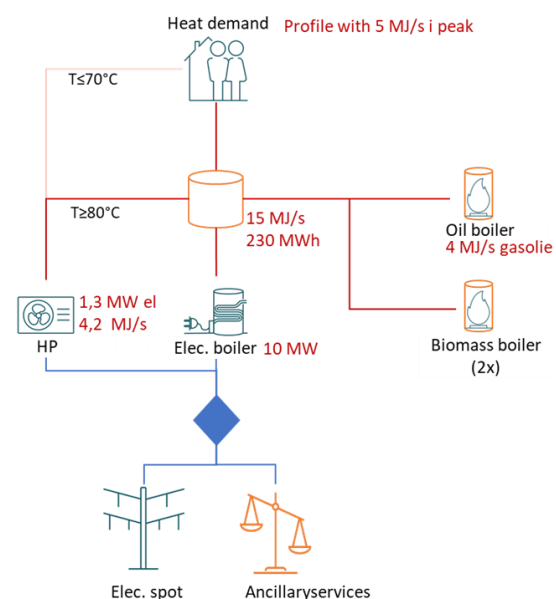 Heat demand
Profile with 5 MJ/s i peak
T≤70°C
T≥80°C
15 MJ/s
230 MWh
Oil boiler
4 MJ/s gasolie
1,3 MW el
4,2 MJ/s
HP
Elec. boiler
10 MW
Biomass boiler
(2x)
Elec. spot
Ancillaryservices